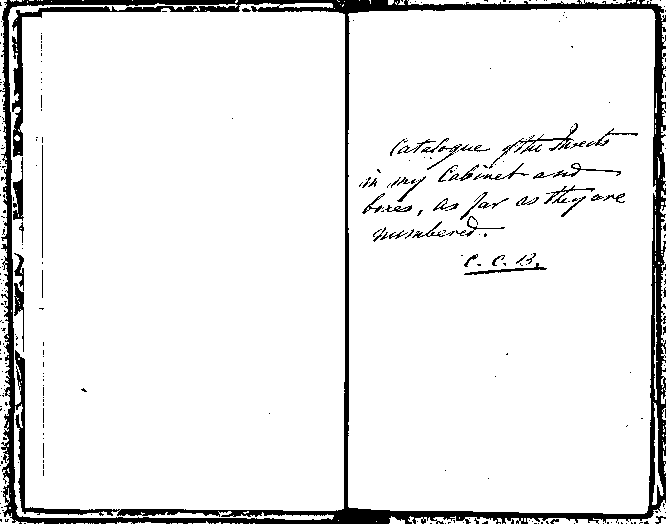 Catalogue of the Insects
in my Cabinet and
boxes, as far as they are
numbered.
C. C. B.